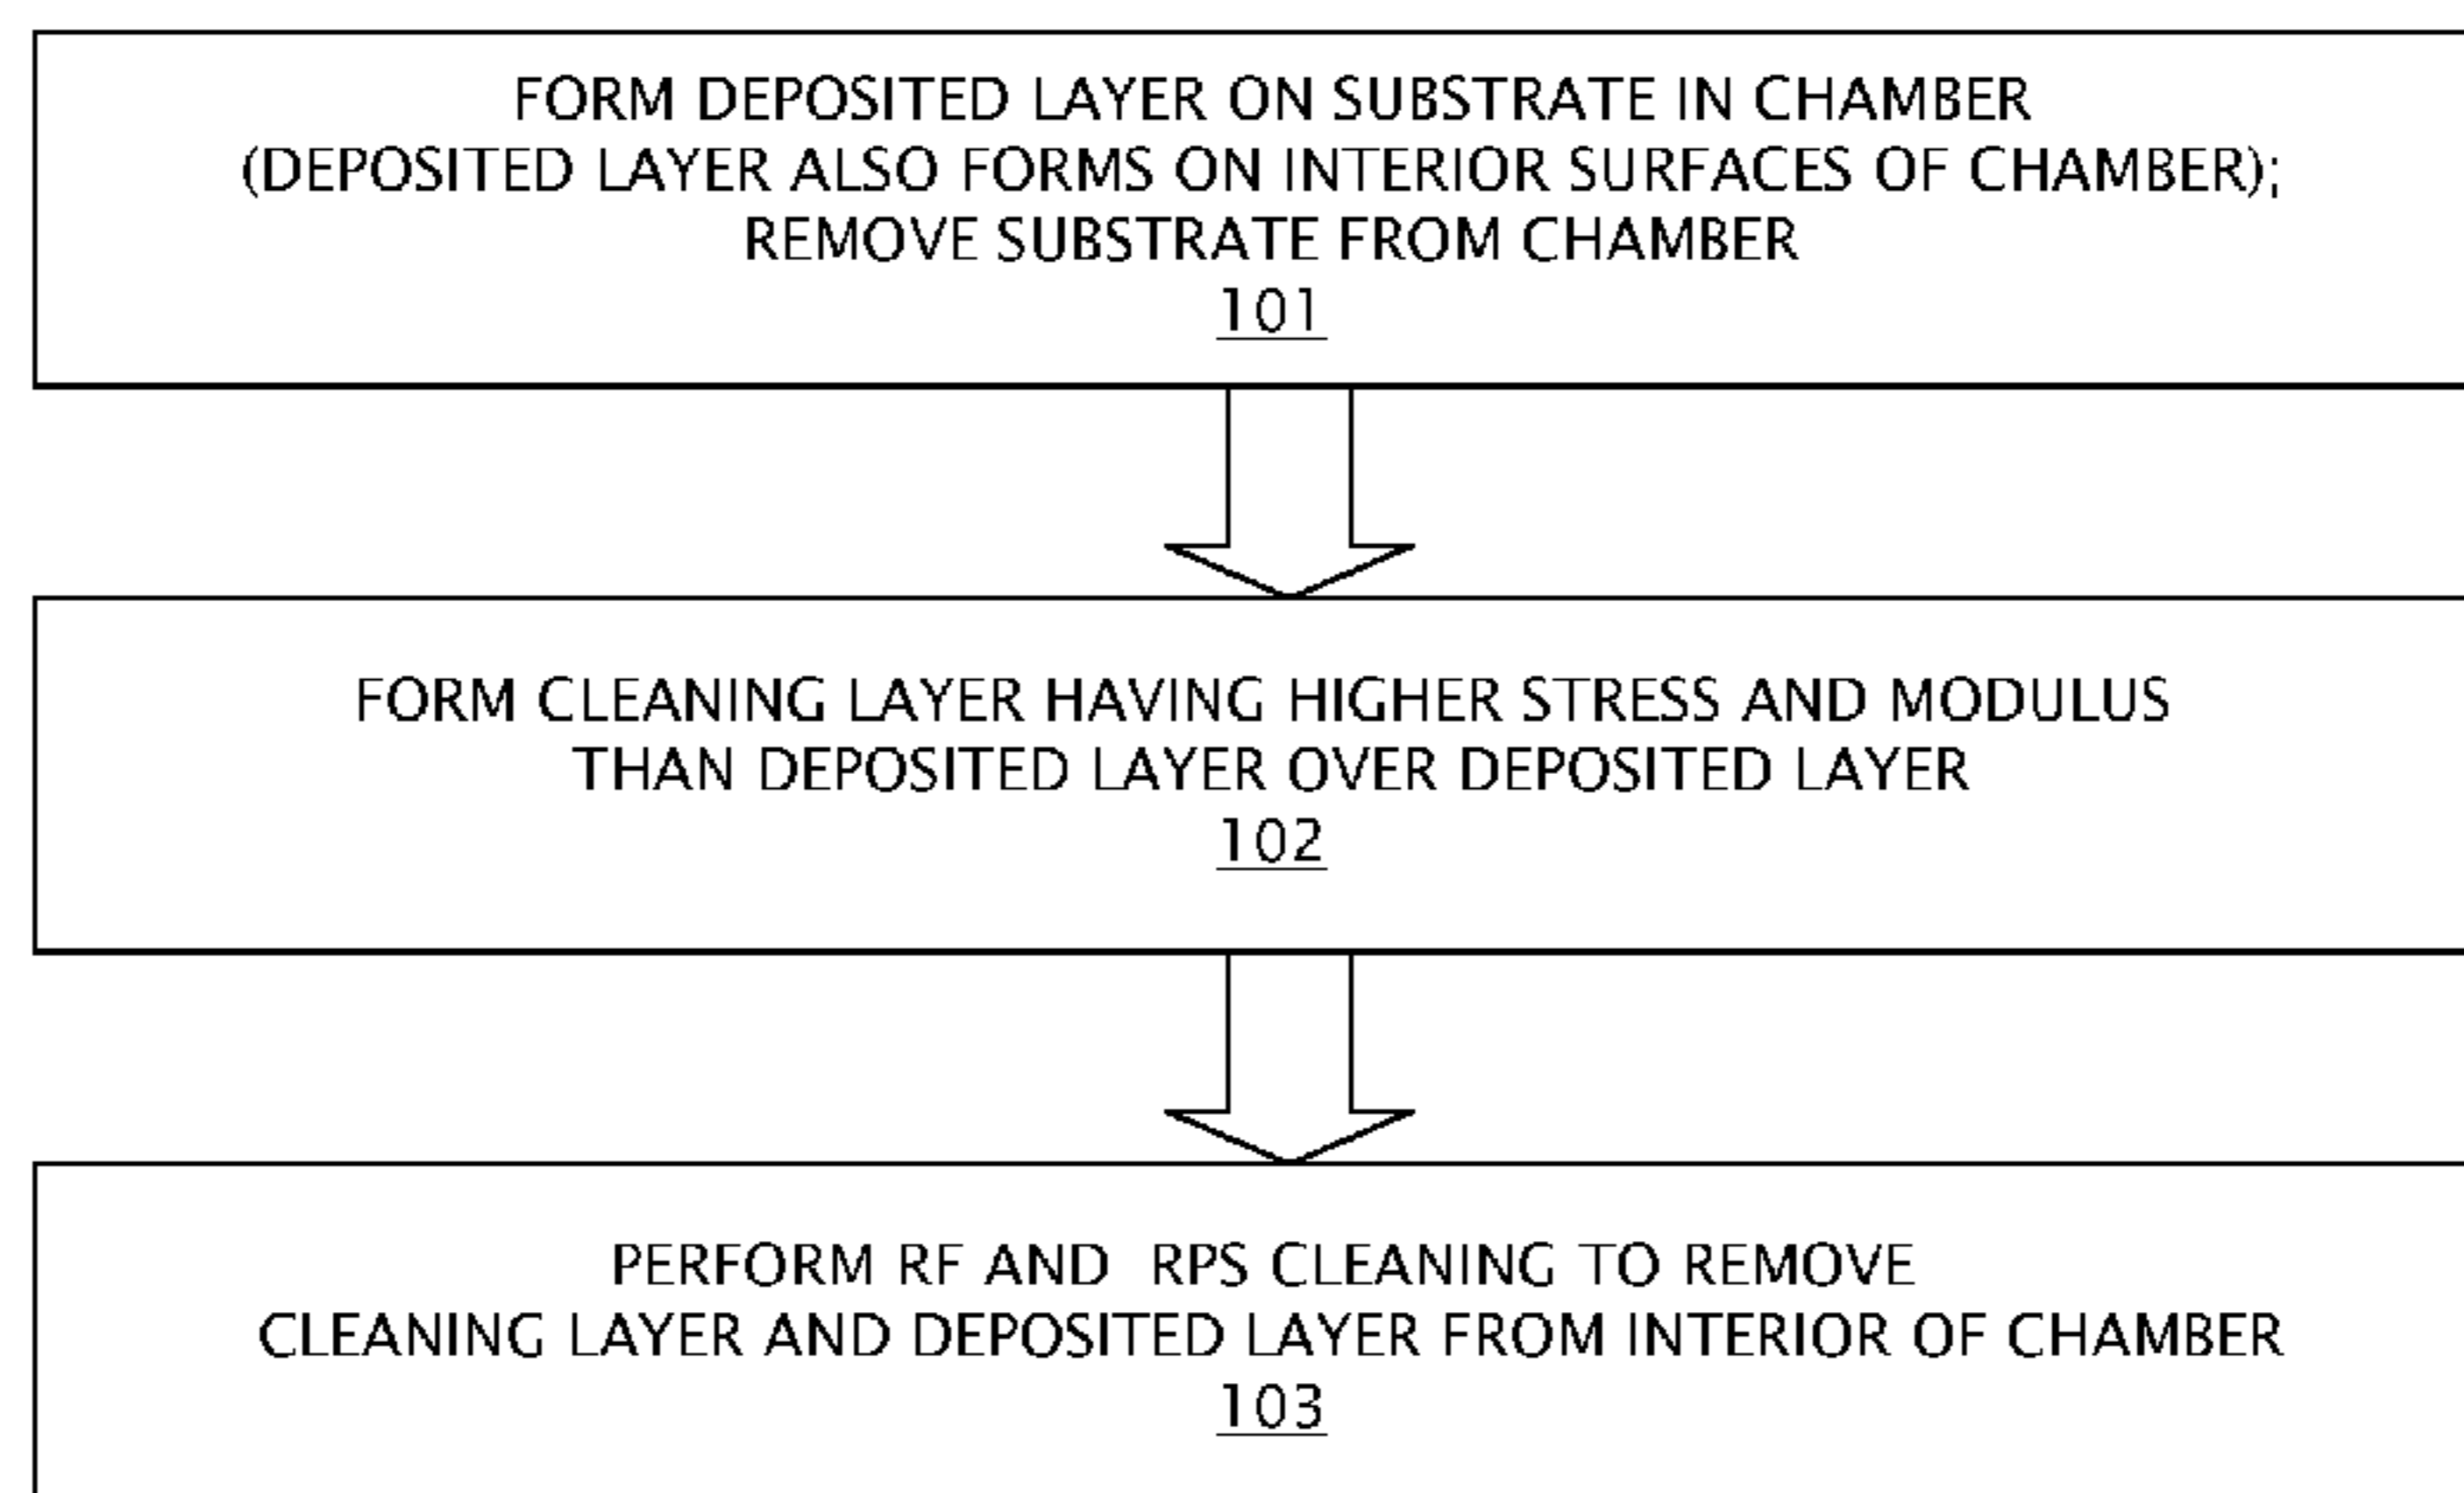 FORM DEPOSITED LAYER ON SUBSTRATE IN CHAMBER
(DEPOSITED LAYER ALSO FORMS ON INTERIOR SURFACES OF CHAMBER);
REMOVE SUBSTRATE FROM CHAMBER
101
FORM CLEANING LAYER HAVING HIGHER STRESS AND MODULUS
THAN DEPOSITED LAYER OVER DEPOSITED LAYER
102
PERFORM RF AND RPS CLEANING TO REMOVE
CLEANING LAYER AND DEPOSITED LAYER FROM INTERIOR OF CHAMBER
103